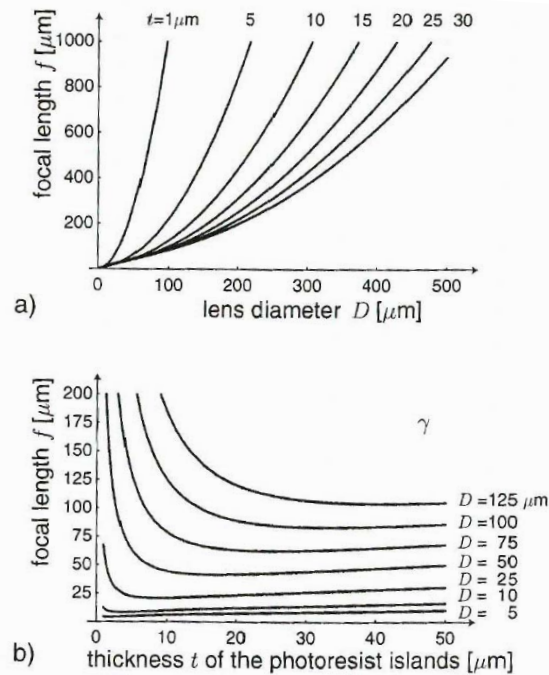 t=1μm 5 10 15 20 25 30
focal length f [μm]
1000
800
600
400
200
0 100 200 300 400 500
a) lens diameter D [μm]
focal length f [μm]
200
175
150
125
100
75
50
25
γ
D =125 μm
D =100
D = 75
D = 50
D = 25
D = 10
D = 5
0 10 20 30 40 50
b) thickness t of the photoresist islands [μm]